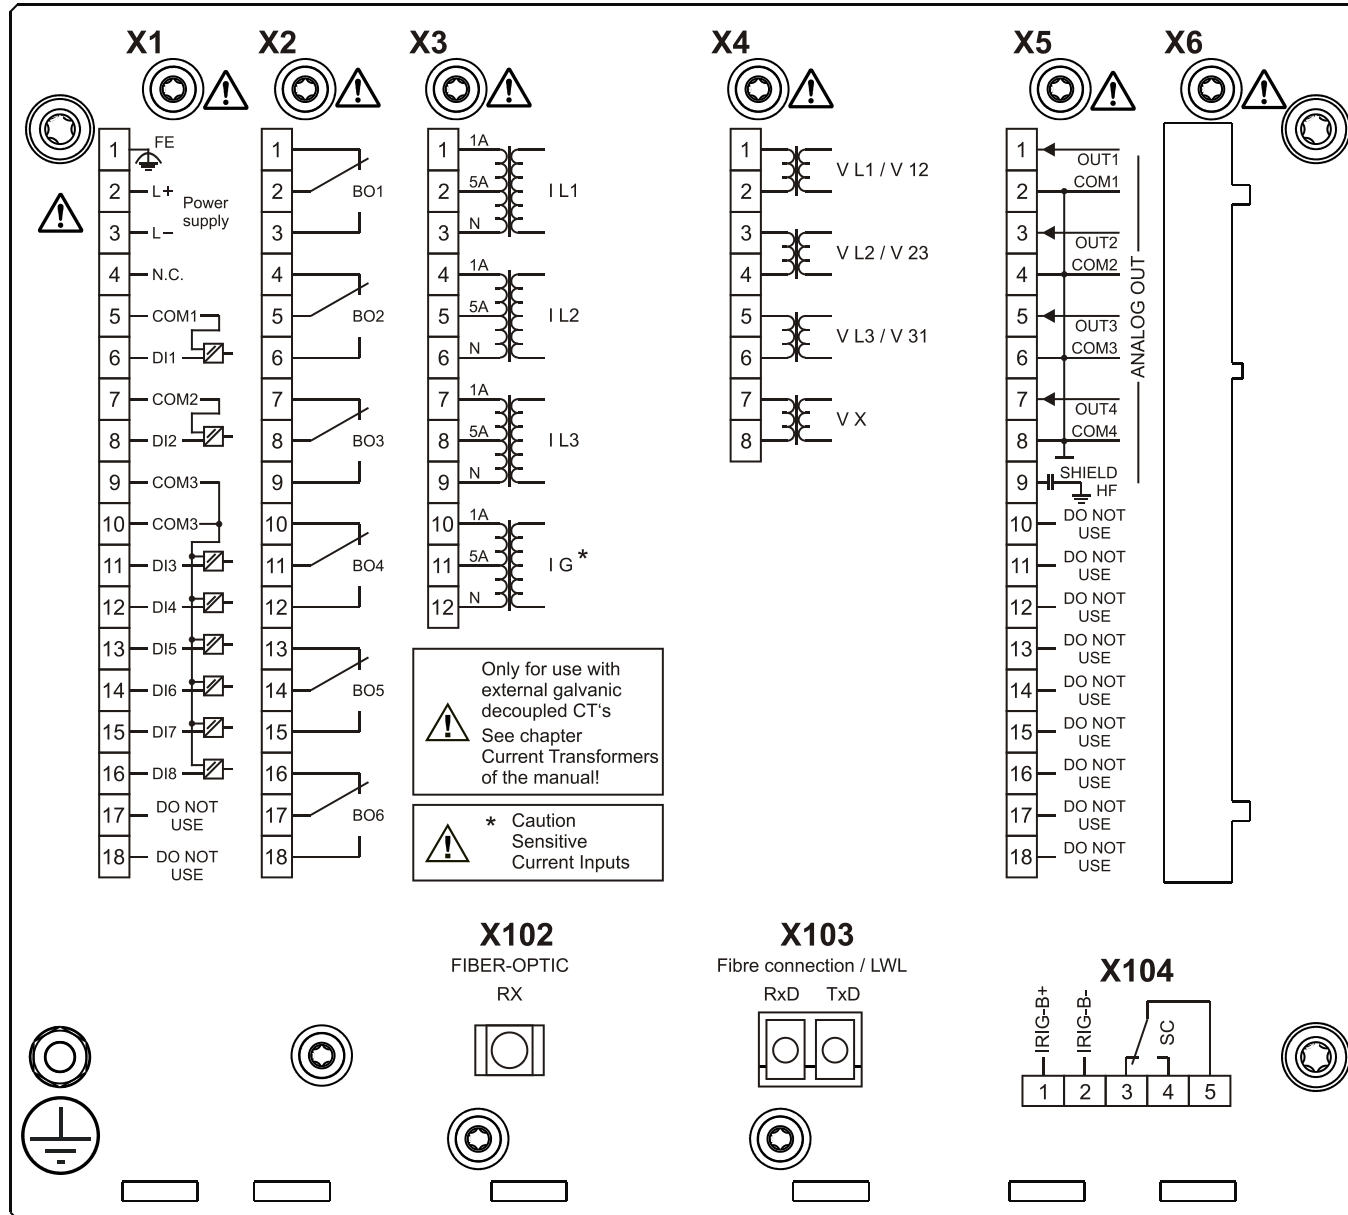 X1
X2
X3
X4
X5
X6
1 FE
2 L+
Power
supply
3 L–
4 N.C.
5 COM1
6 DI1
7 COM2
8 DI2
9 COM3
10 COM3
11 DI3
12 DI4
13 DI5
14 DI6
15 DI7
16 DI8
17 DO NOT
USE
18 DO NOT
USE
1
2 BO1
3
4
5 BO2
6
7
8 BO3
9
10
11 BO4
12
13
14 BO5
15
16
17 BO6
18
1 1A
2 5A I L1
3 N
4 1A
5 5A I L2
6 N
7 1A
8 5A I L3
9 N
10 1A
11 5A I G *
12 N
Only for use with
external galvanic
decoupled CT‘s
See chapter
Current Transformers
of the manual!
* Caution
Sensitive
Current Inputs
1
V L1 / V 12
2
3
V L2 / V 23
4
5
V L3 / V 31
6
7
V X
8
1 OUT1
2 COM1
3 OUT2
4 COM2
5 OUT3
6 COM3
7 OUT4
8 COM4
ANALOG OUT
9 SHIELD
HF
10 DO NOT
USE
11 DO NOT
USE
12 DO NOT
USE
13 DO NOT
USE
14 DO NOT
USE
15 DO NOT
USE
16 DO NOT
USE
17 DO NOT
USE
18 DO NOT
USE
X102
FIBER-OPTIC
RX
X103
Fibre connection / LWL
RxD TxD
X104
IRIG-B+
IRIG-B-
SC
1 2 3 4 5